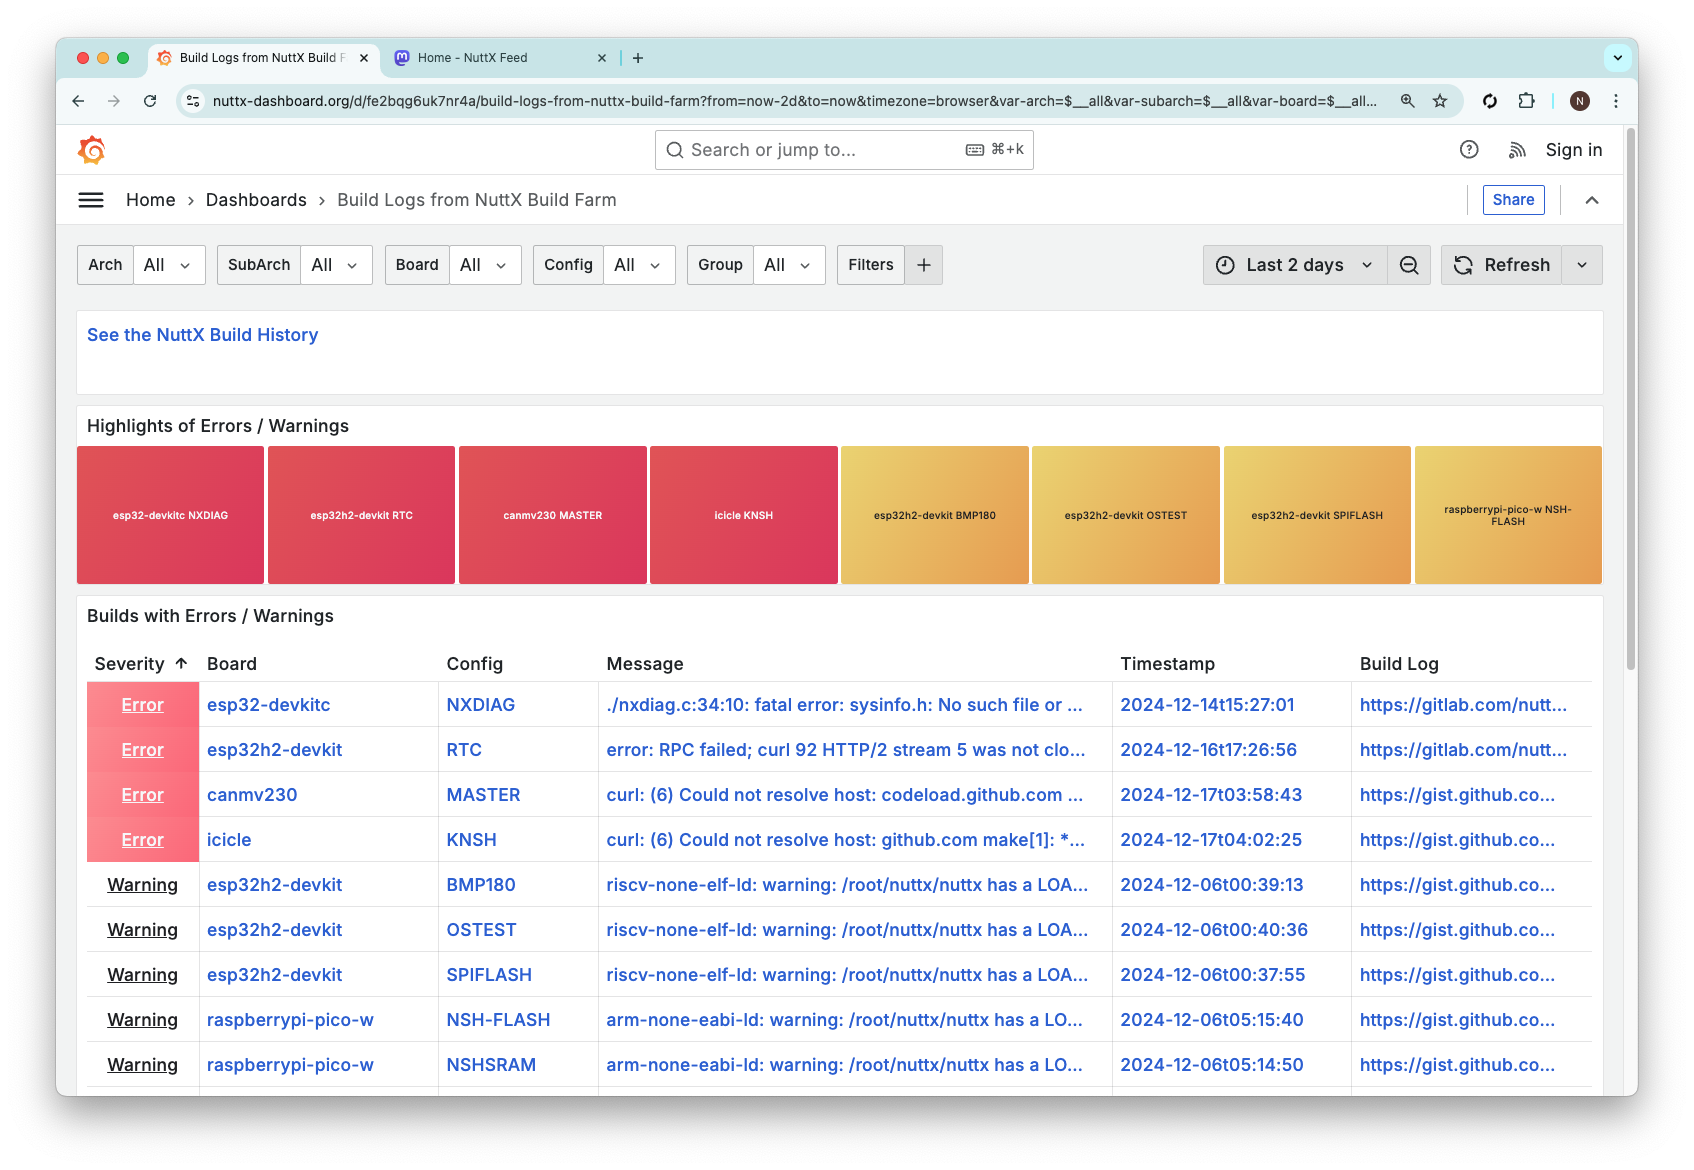 Build Logs from NuttX Build F
Home - NuttX Feed
nuttx-dashboard.org/d/fe2bqg6uk7nr4a/build-logs-from-nuttx-build-farm?from=now-2d&to=now&timezone=browser&var-arch=$__all&var-subarch=$__all&var-board=$__all...
N
Search or jump to...
⌘+k
Sign in
Home › Dashboards › Build Logs from NuttX Build Farm
Share
Arch All SubArch All Board All Config All Group All Filters +
Last 2 days
Refresh
See the NuttX Build History
Highlights of Errors / Warnings
esp32-devkitc NXDIAG
esp32h2-devkit RTC
canmv230 MASTER
icicle KNSH
esp32h2-devkit BMP180
esp32h2-devkit OSTEST
esp32h2-devkit SPIFLASH
raspberrypi-pico-w NSH-
FLASH
Builds with Errors / Warnings
Severity Board Config Message Timestamp Build Log
Error esp32-devkitc NXDIAG ./nxdiag.c:34:10: fatal error: sysinfo.h: No such file or ... 2024-12-14t15:27:01 https://gitlab.com/nutt...
Error esp32h2-devkit RTC error: RPC failed; curl 92 HTTP/2 stream 5 was not clo... 2024-12-16t17:26:56 https://gitlab.com/nutt...
Error canmv230 MASTER curl: (6) Could not resolve host: codeload.github.com ... 2024-12-17t03:58:43 https://gist.github.co...
Error icicle KNSH curl: (6) Could not resolve host: github.com make[1]: *... 2024-12-17t04:02:25 https://gist.github.co...
Warning esp32h2-devkit BMP180 riscv-none-elf-ld: warning: /root/nuttx/nuttx has a LOA... 2024-12-06t00:39:13 https://gist.github.co...
Warning esp32h2-devkit OSTEST riscv-none-elf-ld: warning: /root/nuttx/nuttx has a LOA... 2024-12-06t00:40:36 https://gist.github.co...
Warning esp32h2-devkit SPIFLASH riscv-none-elf-ld: warning: /root/nuttx/nuttx has a LOA... 2024-12-06t00:37:55 https://gist.github.co...
Warning raspberrypi-pico-w NSH-FLASH arm-none-eabi-ld: warning: /root/nuttx/nuttx has a LO... 2024-12-06t05:15:40 https://gist.github.co...
Warning raspberrypi-pico-w NSHSRAM arm-none-eabi-ld: warning: /root/nuttx/nuttx has a LO... 2024-12-06t05:14:50 https://gist.github.co...